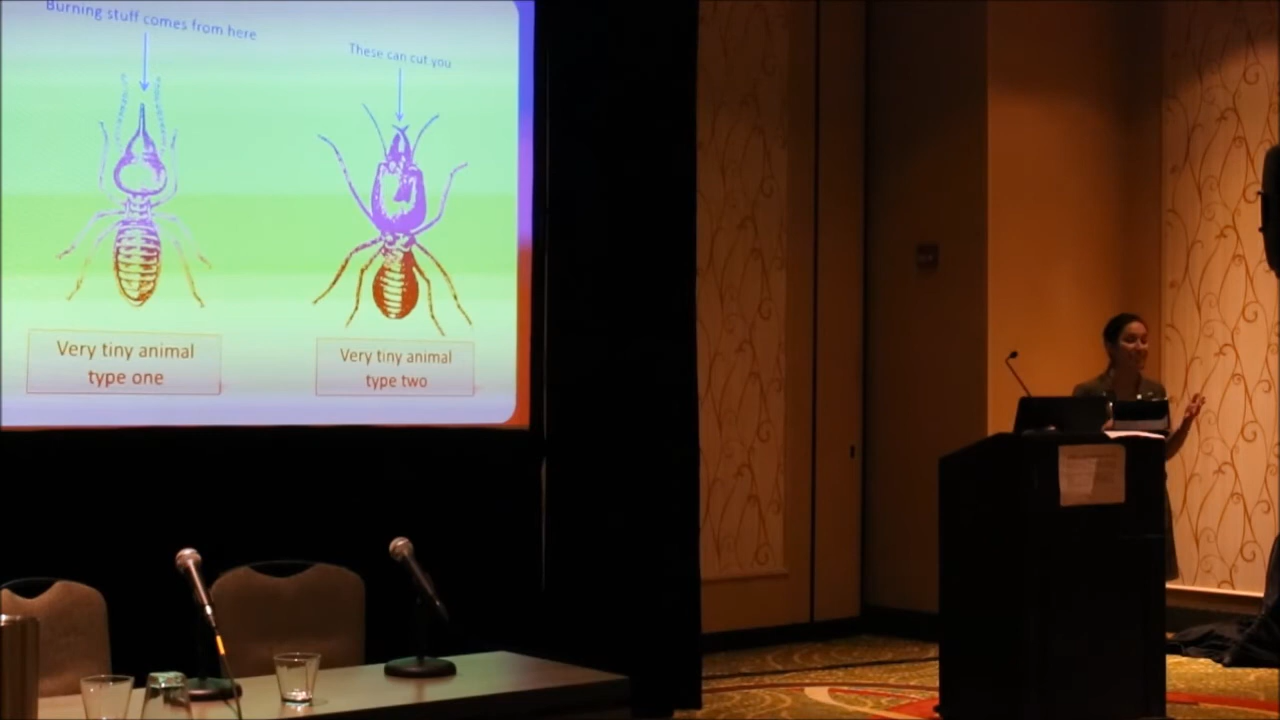 Burning stuff comes from here
These can cut you
Very tiny animal
type one
Very tiny animal
type two